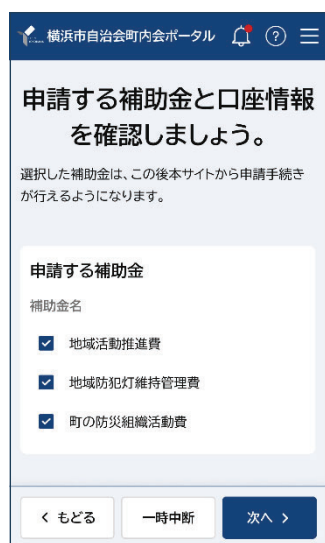 横浜市自治会町内会ポータル
申請する補助金と口座情報
を確認しましょう。
選択した補助金は、この後本サイトから申請手続き
が行えるようになります。
申請する補助金
補助金名
地域活動推進費
地域防犯灯維持管理費
町の防災組織活動費
もどる
一時中断
次へ